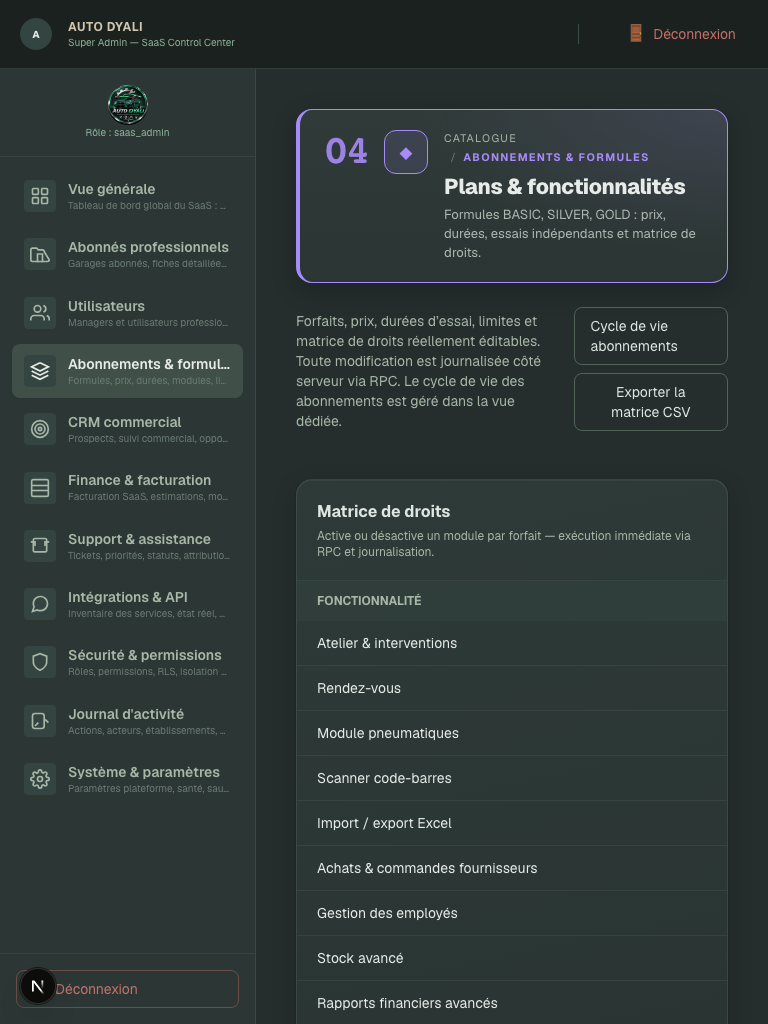 A
AUTO DYALI
Super Admin — SaaS Control Center
Déconnexion
AUTO DYALI
Rôle : saas_admin
Vue générale
Tableau de bord global du SaaS : ...
Abonnés professionnels
Garages abonnés, fiches détaillée...
Utilisateurs
Managers et utilisateurs professio...
Abonnements & formul...
Formules, prix, durées, modules, li...
CRM commercial
Prospects, suivi commercial, oppo...
Finance & facturation
Facturation SaaS, estimations, mo...
Support & assistance
Tickets, priorités, statuts, attributio...
Intégrations & API
Inventaire des services, état réel, ...
Sécurité & permissions
Rôles, permissions, RLS, isolation ...
Journal d'activité
Actions, acteurs, établissements, ...
Système & paramètres
Paramètres plateforme, santé, sau...
N
Déconnexion
04
CATALOGUE
/ ABONNEMENTS & FORMULES
Plans & fonctionnalités
Formules BASIC, SILVER, GOLD : prix,
durées, essais indépendants et matrice de
droits.
Forfaits, prix, durées d'essai, limites et
matrice de droits réellement éditables.
Toute modification est journalisée côté
serveur via RPC. Le cycle de vie des
abonnements est géré dans la vue
dédiée.
Cycle de vie
abonnements
Exporter la
matrice CSV
Matrice de droits
Active ou désactive un module par forfait — exécution immédiate via
RPC et journalisation.
FONCTIONNALITÉ
Atelier & interventions
Rendez-vous
Module pneumatiques
Scanner code-barres
Import / export Excel
Achats & commandes fournisseurs
Gestion des employés
Stock avancé
Rapports financiers avancés